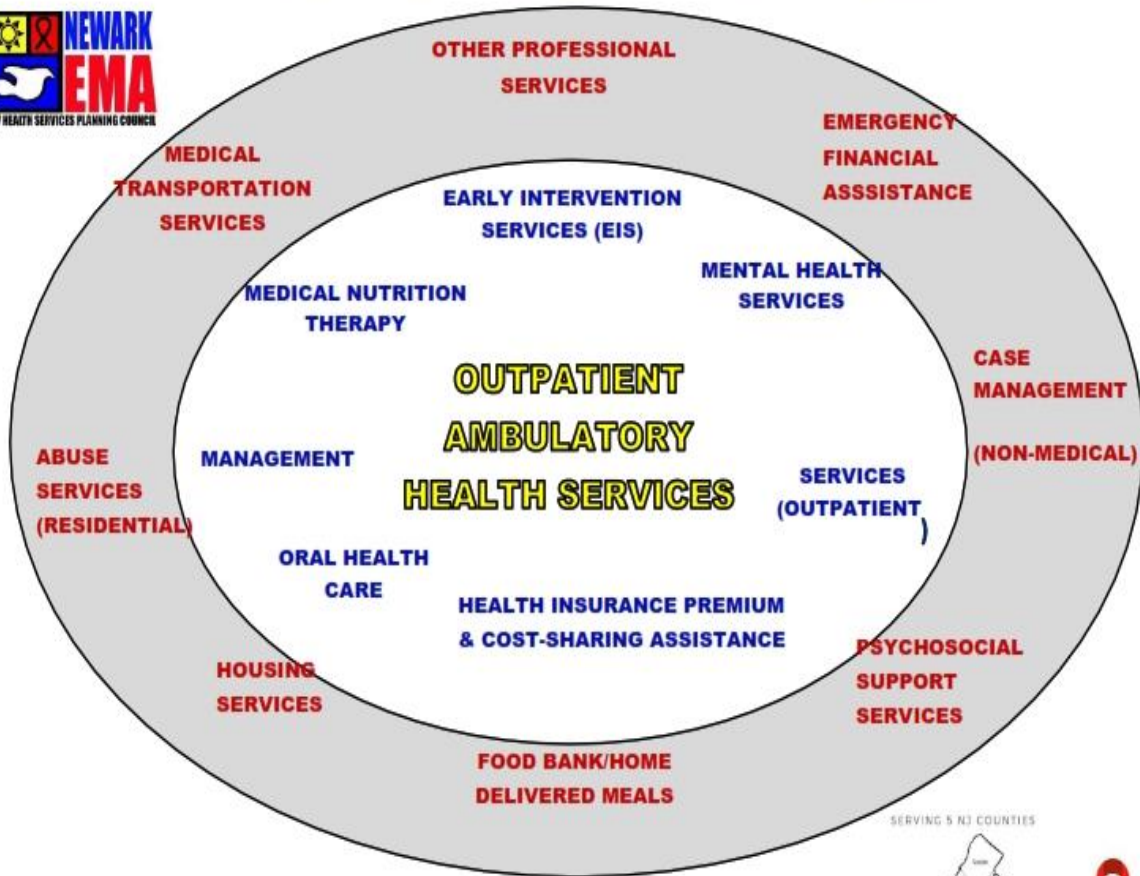 NEWARK
EMA
HEALTH SERVICES PLANNING COUNCIL
OTHER PROFESSIONAL
SERVICES
EMERGENCY
FINANCIAL
ASSSISTANCE
MEDICAL
TRANSPORTATION
SERVICES
EARLY INTERVENTION
SERVICES (EIS)
MENTAL HEALTH
SERVICES
MEDICAL NUTRITION
THERAPY
CASE
MANAGEMENT
(NON-MEDICAL)
OUTPATIENT
AMBULATORY
HEALTH SERVICES
ABUSE
SERVICES
(RESIDENTIAL)
MANAGEMENT
SERVICES
(OUTPATIENT
)
ORAL HEALTH
CARE
HEALTH INSURANCE PREMIUM
& COST-SHARING ASSISTANCE
HOUSING
SERVICES
PSYCHOSOCIAL
SUPPORT
SERVICES
FOOD BANK/HOME
DELIVERED MEALS
SERVING 5 NJ COUNTIES